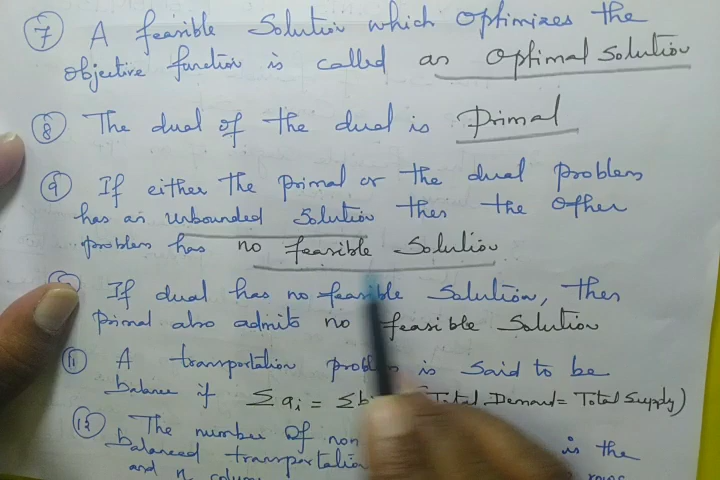 7 A feasible Solution which Optimizes the
objective function is called an Optimal Solution
8 The dual of the dual is Primal
9 If either the primal or the dual problem
has an unbounded Solution then the Other
problem has no feasible Solution
If dual has no feasible Solution, then
primal also admits no feasible Solution
11 A transportation problem is Said to be
balance if Σ ai = Σ b (Total Demand = Total Supply)
12 The number of non is the
balanced transportation
and n colum rows